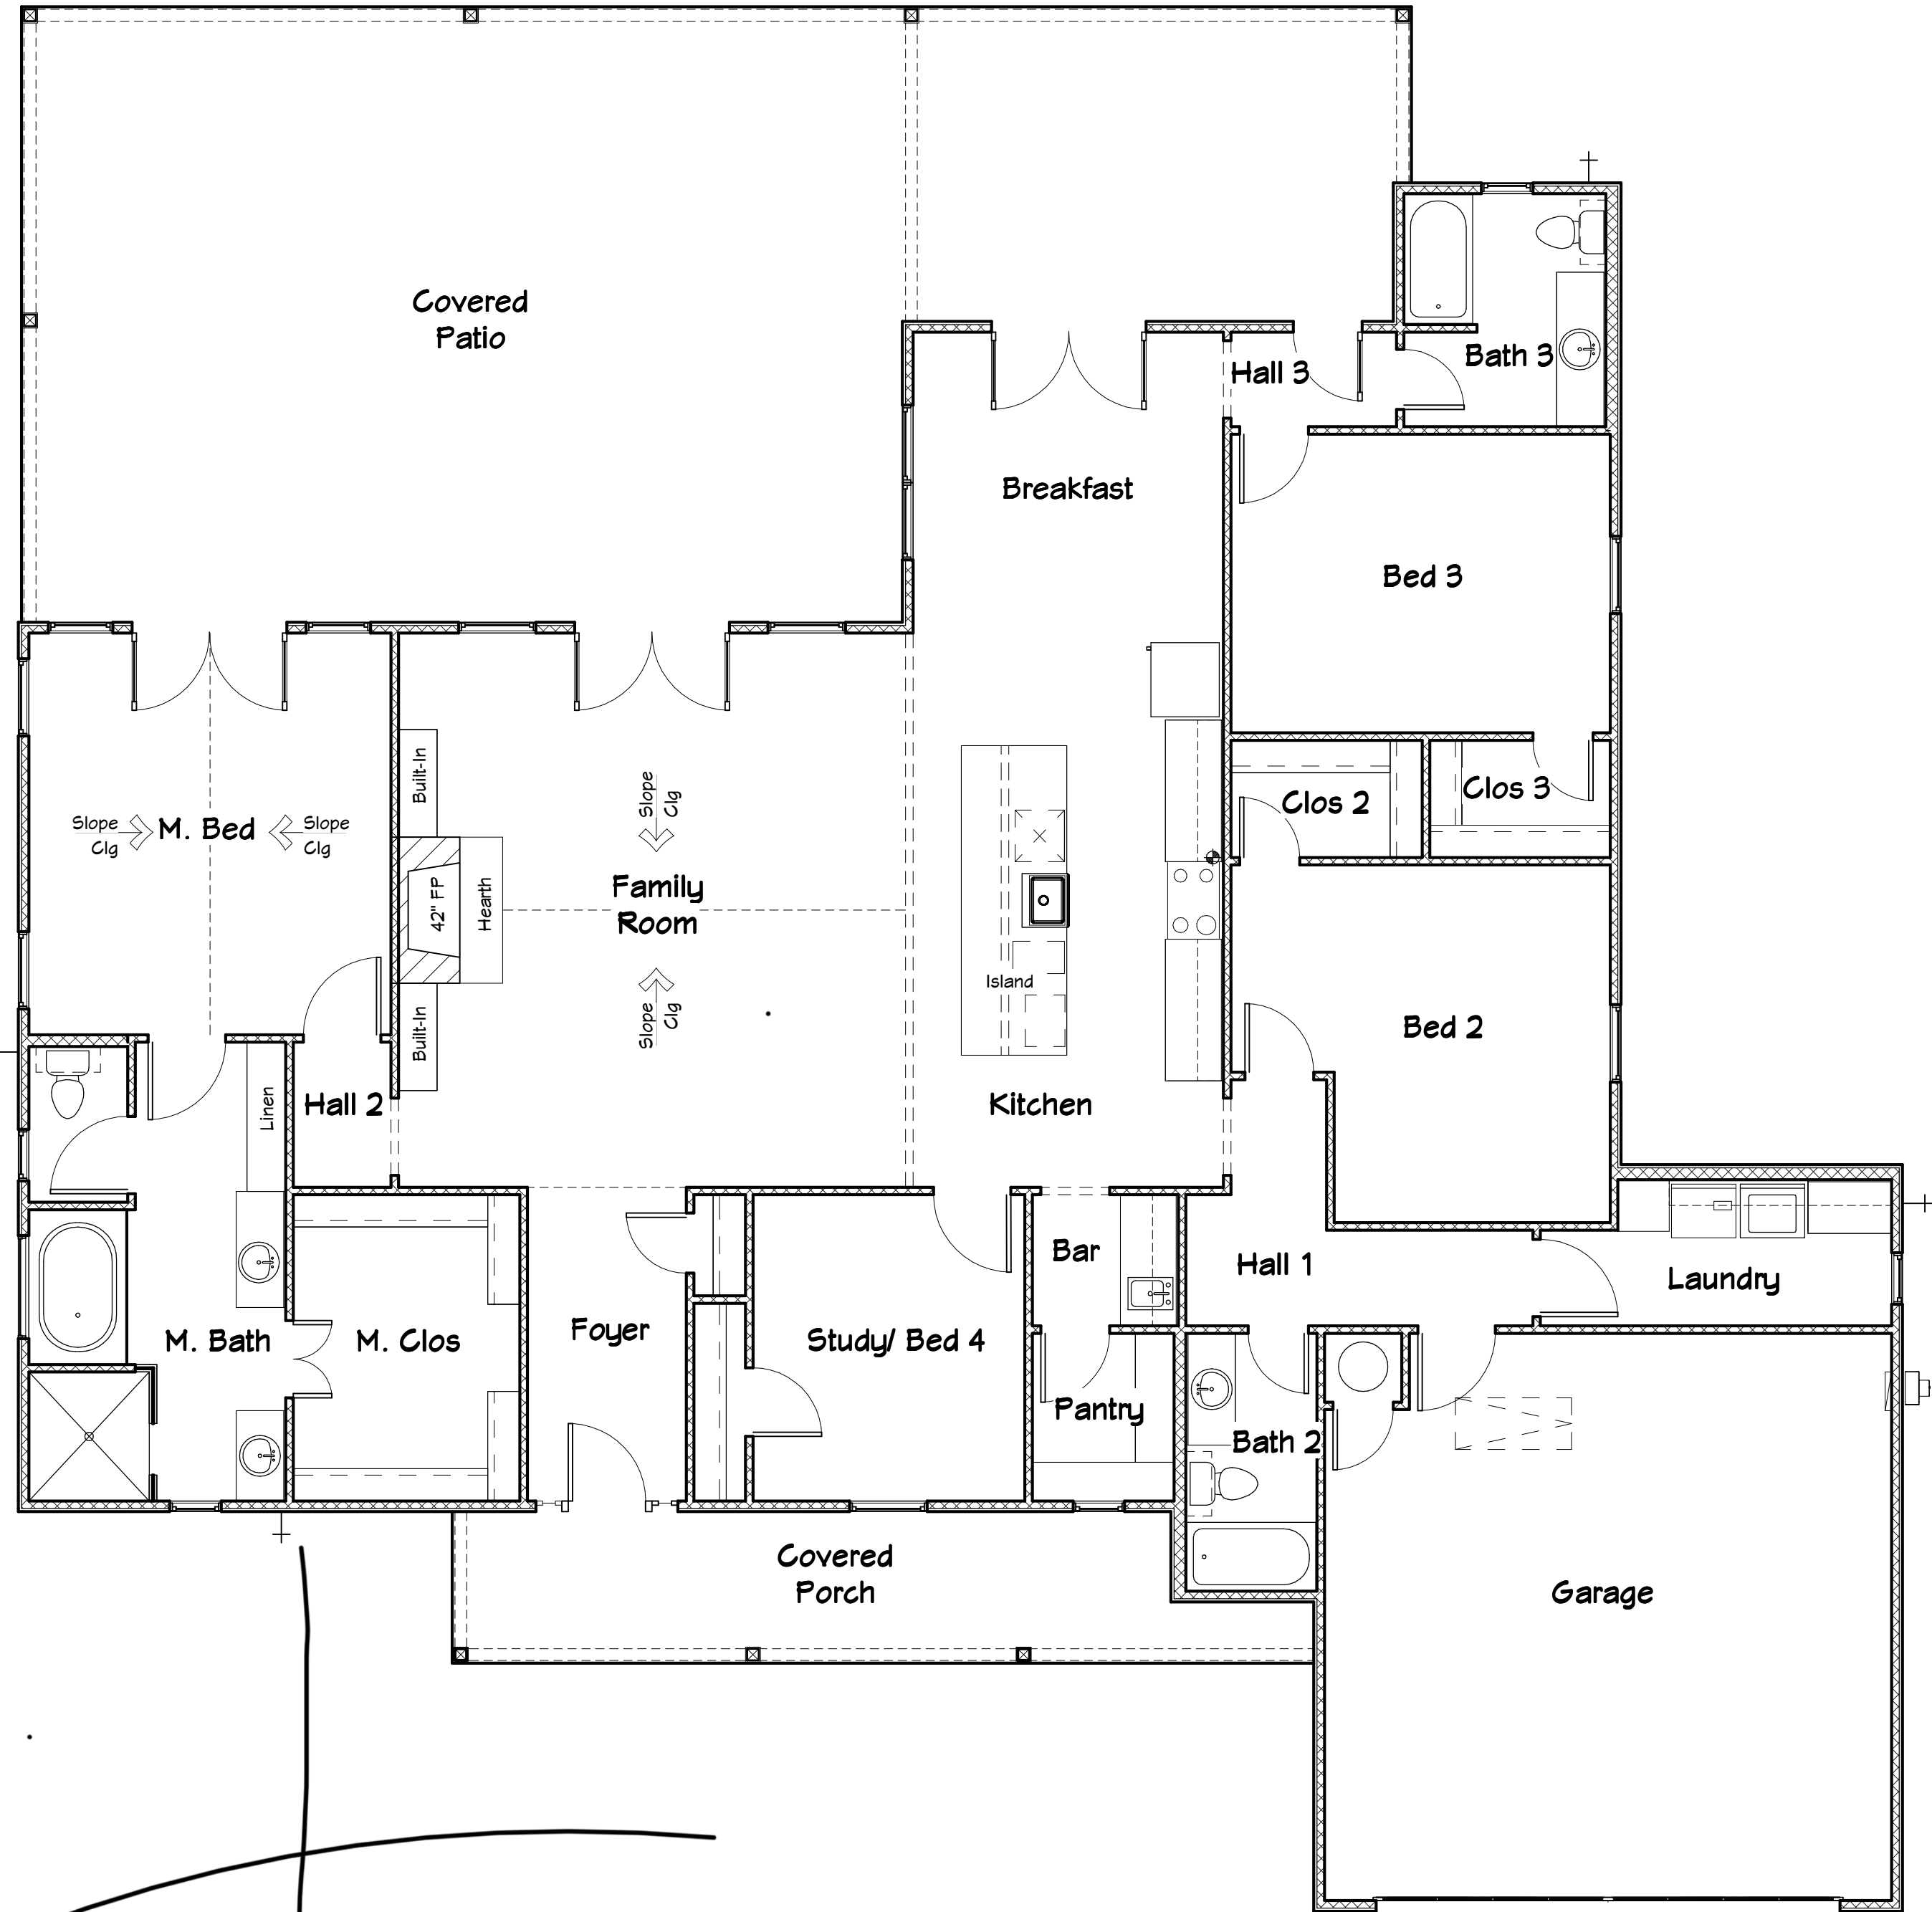 Covered
Patio
Hall 3
Bath 3
Breakfast
Bed 3
Built-In
Slope
Clg
Slope
Clg
M. Bed
Slope
Clg
Clos 2
Clos 3
42" FP
Hearth
Family
Room
Island
Slope
Clg
Built-In
Bed 2
Linen
Hall 2
Kitchen
Bar
Hall 1
Laundry
M. Bath
M. Clos
Foyer
Study/ Bed 4
Pantry
Bath 2
Covered
Porch
Garage